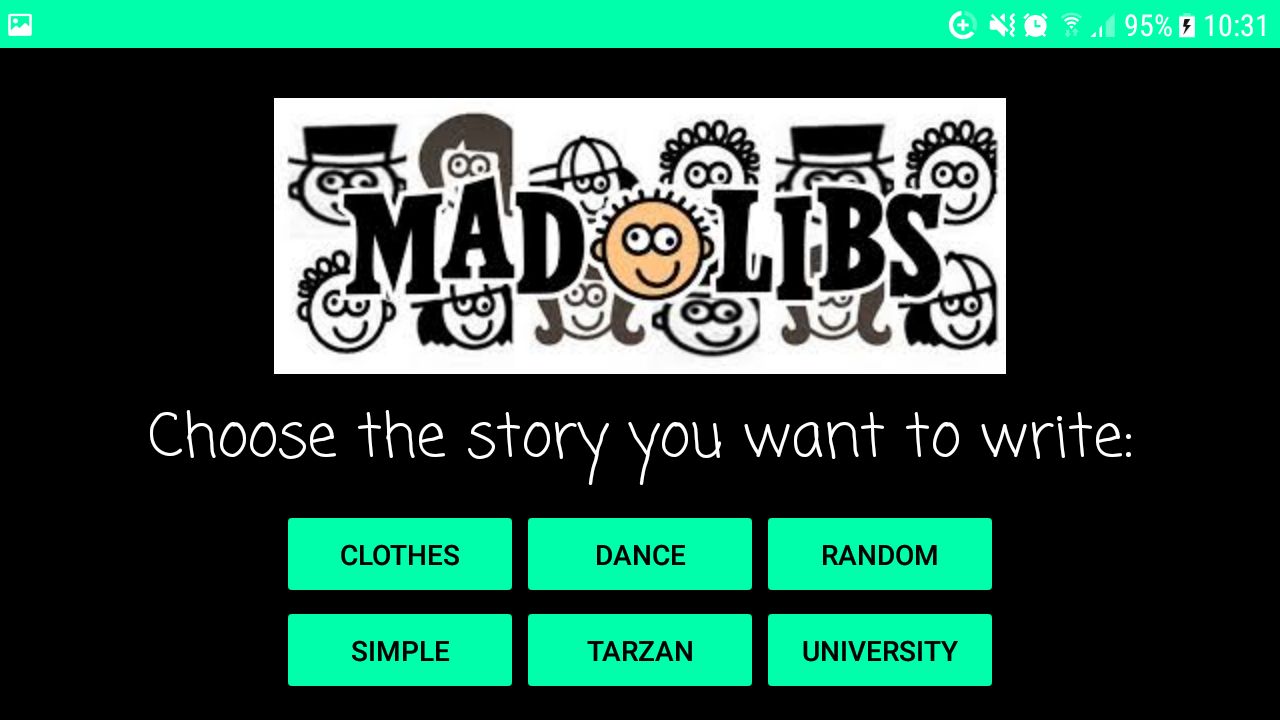 95% 10:31
MAD LIBS
Choose the story you want to write:
CLOTHES DANCE RANDOM
SIMPLE TARZAN UNIVERSITY